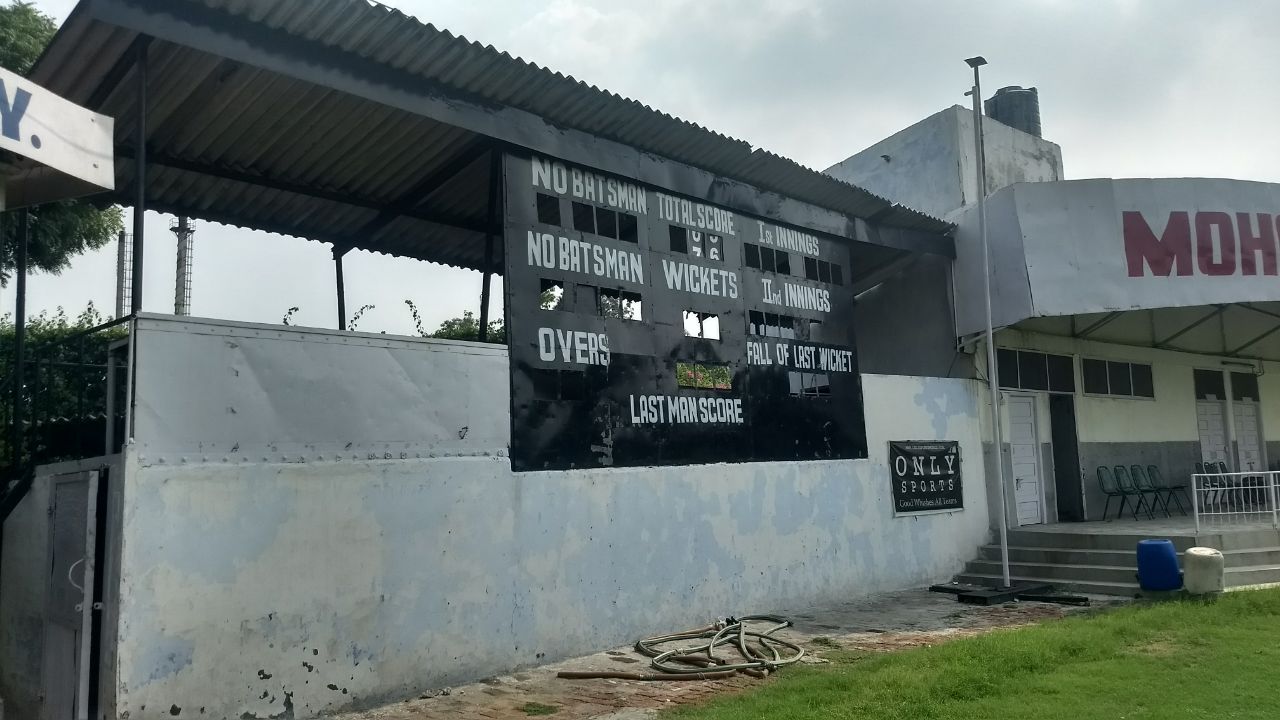 Y.
NO BATSMAN
TOTAL SCORE
1st INNINGS
NO BATSMAN
WICKETS
IInd INNINGS
OVERS
FALL OF LAST WICKET
LAST MAN SCORE
ONLY
SPORTS
Good Wishes All Teams
MOH